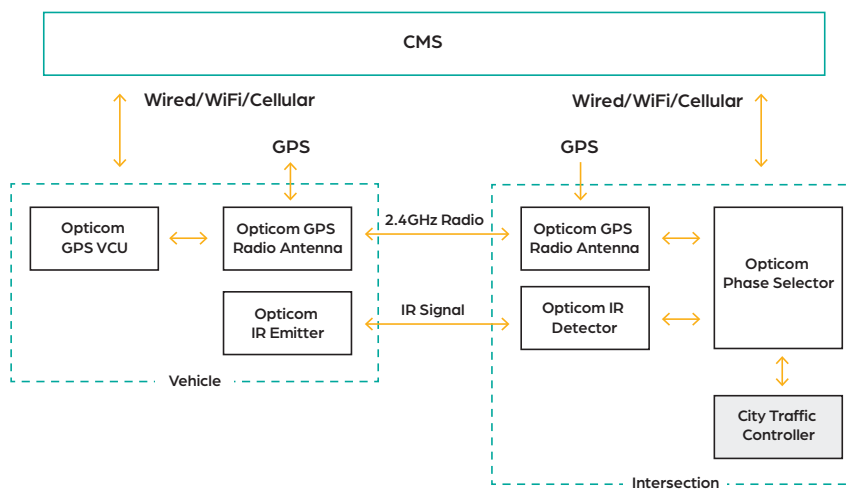 CMS
Wired/WiFi/Cellular
Wired/WiFi/Cellular
GPS
GPS
Opticom
GPS VCU
Opticom GPS
Radio Antenna
2.4GHz Radio
Opticom GPS
Radio Antenna
Opticom
Phase Selector
Opticom
IR Emitter
IR Signal
Opticom IR
Detector
Vehicle
City Traffic
Controller
Intersection